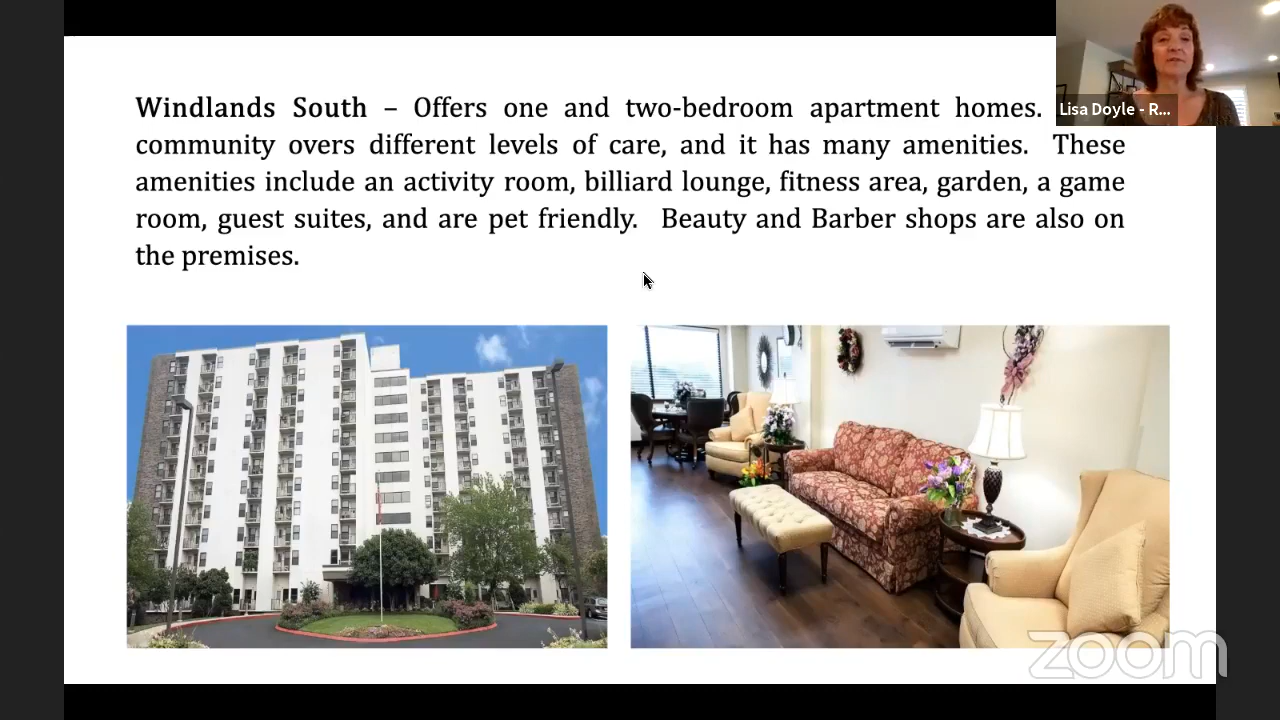 Windlands South – Offers one and two-bedroom apartment homes.
community overs different levels of care, and it has many amenities. These
amenities include an activity room, billiard lounge, fitness area, garden, a game
room, guest suites, and are pet friendly. Beauty and Barber shops are also on
the premises.
Lisa Doyle - R...
zoom